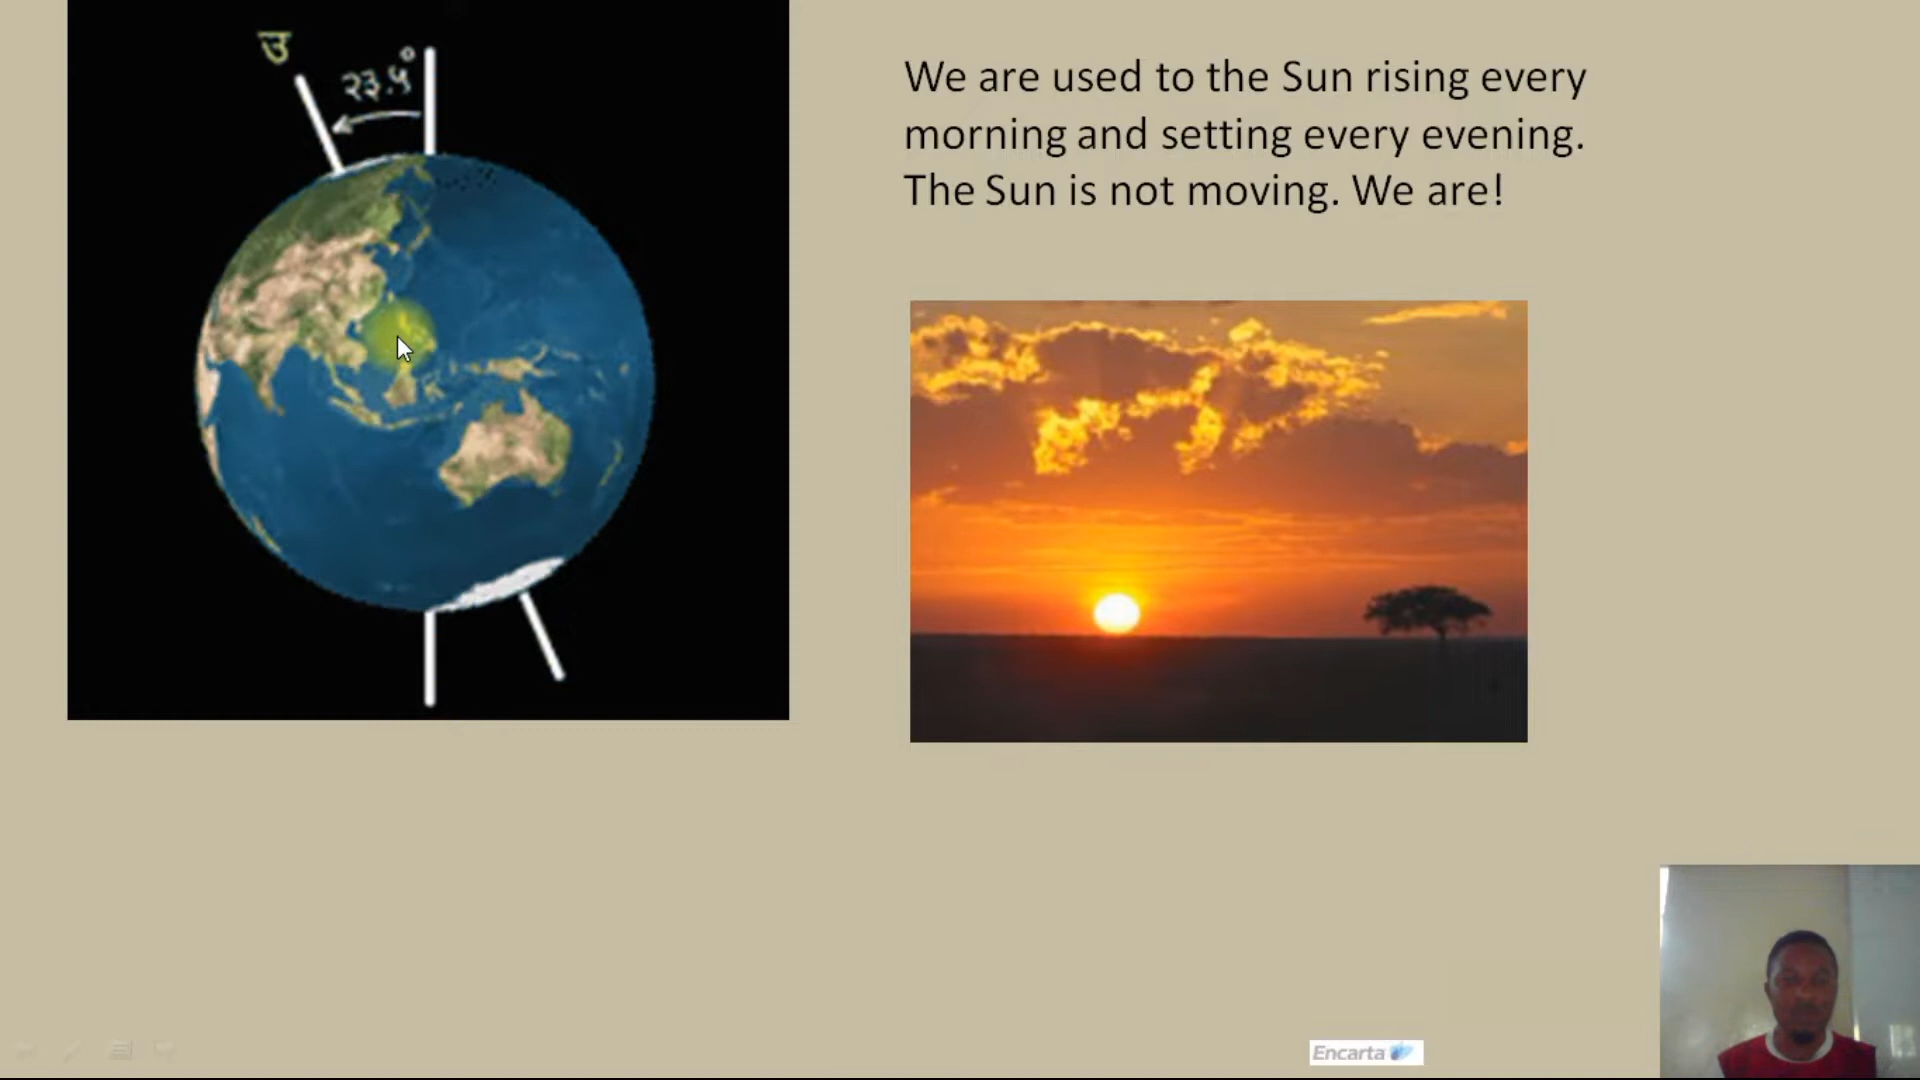 उ
२३.५°
We are used to the Sun rising every
morning and setting every evening.
The Sun is not moving. We are!
Encarta